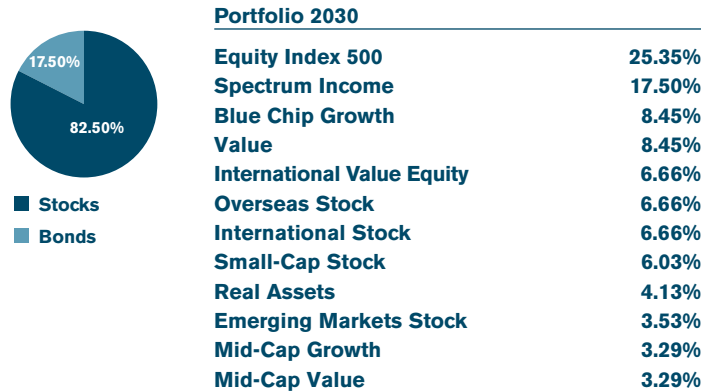 17.50%
82.50%
Stocks
Bonds
Portfolio 2030
Equity Index 500 25.35%
Spectrum Income 17.50%
Blue Chip Growth 8.45%
Value 8.45%
International Value Equity 6.66%
Overseas Stock 6.66%
International Stock 6.66%
Small-Cap Stock 6.03%
Real Assets 4.13%
Emerging Markets Stock 3.53%
Mid-Cap Growth 3.29%
Mid-Cap Value 3.29%